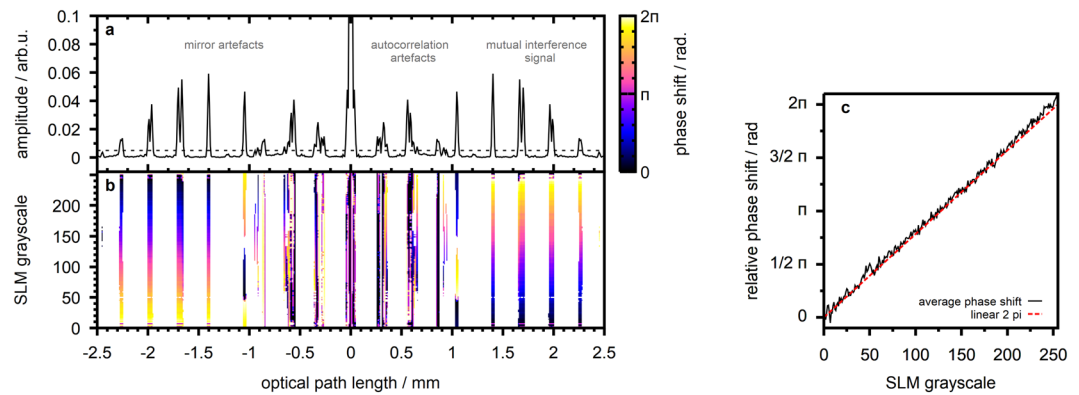 a
mirror artefacts
autocorrelation
artefacts
mutual interference
signal
amplitude / arb.u.
0.1
0.08
0.06
0.04
0.02
0
2π
π
0
phase shift / rad.
b
SLM grayscale
200
150
100
50
0
-2.5 -2 -1.5 -1 -0.5 0 0.5 1 1.5 2 2.5
optical path length / mm
c
relative phase shift / rad
2π
3/2 π
π
1/2 π
0
average phase shift
linear 2 pi
0 50 100 150 200 250
SLM grayscale